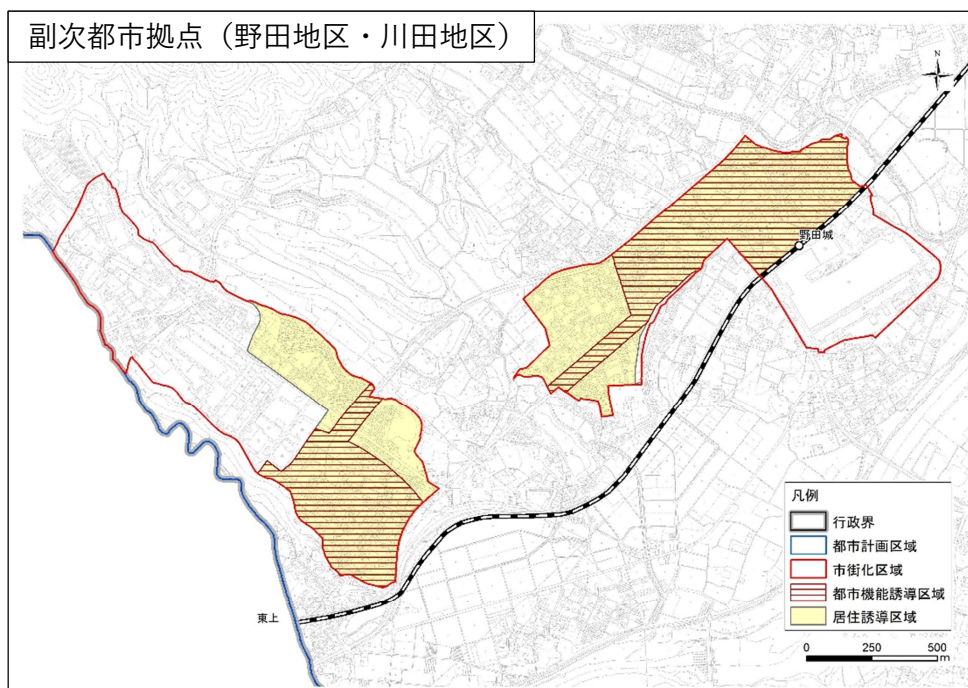 副次都市拠点（野田地区・川田地区）
N
野田城
東上
凡例
行政界
都市計画区域
市街化区域
都市機能誘導区域
居住誘導区域
0 250 500
m